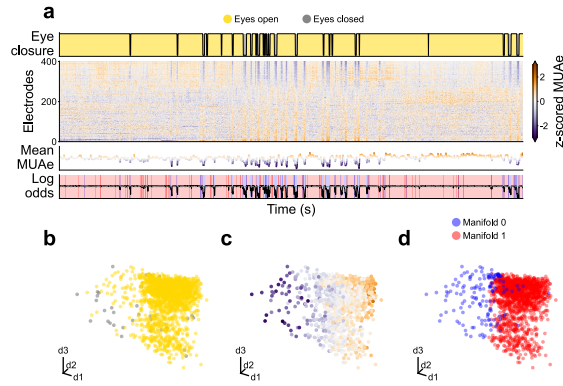 a
Eyes open Eyes closed
Eye closure
400
200
0
Electrodes
2
0
-2
z-scored MUAe
Mean MUAe
Log odds
Time (s)
Manifold 0
Manifold 1
b
c
d
d3
d2
d1
d3
d2
d1
d3
d2
d1